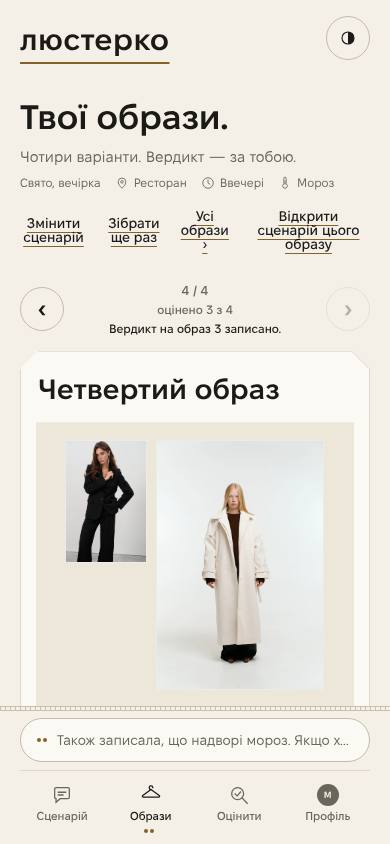 люстерко
Твої образи.
Чотири варіанти. Вердикт — за тобою.
Свято, вечірка Ресторан Ввечері Мороз
Змінити
сценарій
Зібрати
ще раз
Усі
образи
›
Відкрити
сценарій цього
образу
‹
4 / 4
оцінено 3 з 4
Вердикт на образ 3 записано.
›
Четвертий образ
Також записала, що надворі мороз. Якщо х...
Сценарій
Образи
Оцінити
М
Профіль